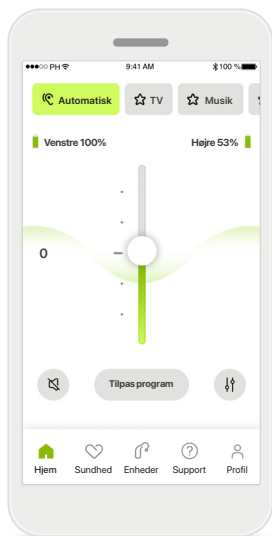 ●●●○○ PH 9:41 AM 100 %
Automatisk TV Musik
Venstre 100% Højre 53%
0
Tilpas program
Hjem Sundhed Enheder Support Profil